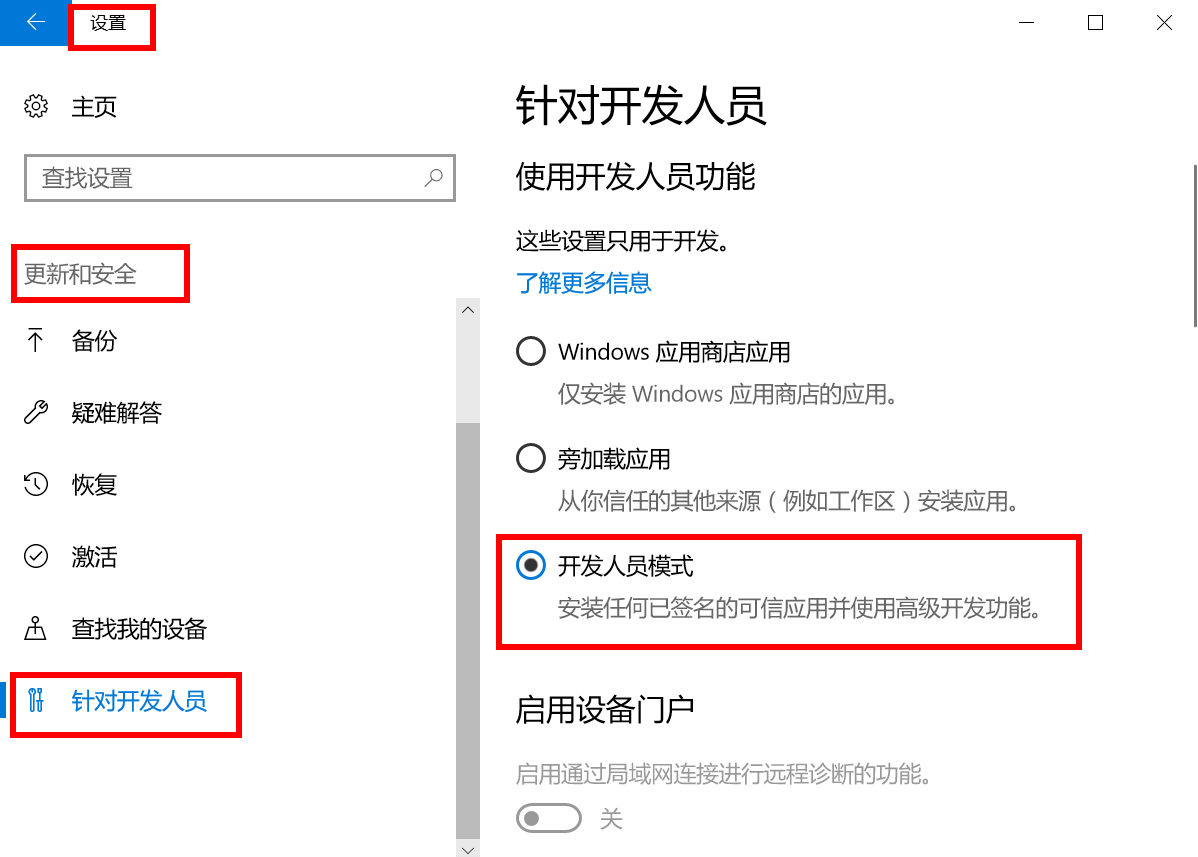 设置
主页
查找设置
更新和安全
备份
疑难解答
恢复
激活
查找我的设备
针对开发人员
针对开发人员
使用开发人员功能
这些设置只用于开发。
了解更多信息
Windows 应用商店应用
仅安装 Windows 应用商店的应用。
旁加载应用
从你信任的其他来源（例如工作区）安装应用。
开发人员模式
安装任何已签名的可信应用并使用高级开发功能。
启用设备门户
启用通过局域网连接进行远程诊断的功能。
关